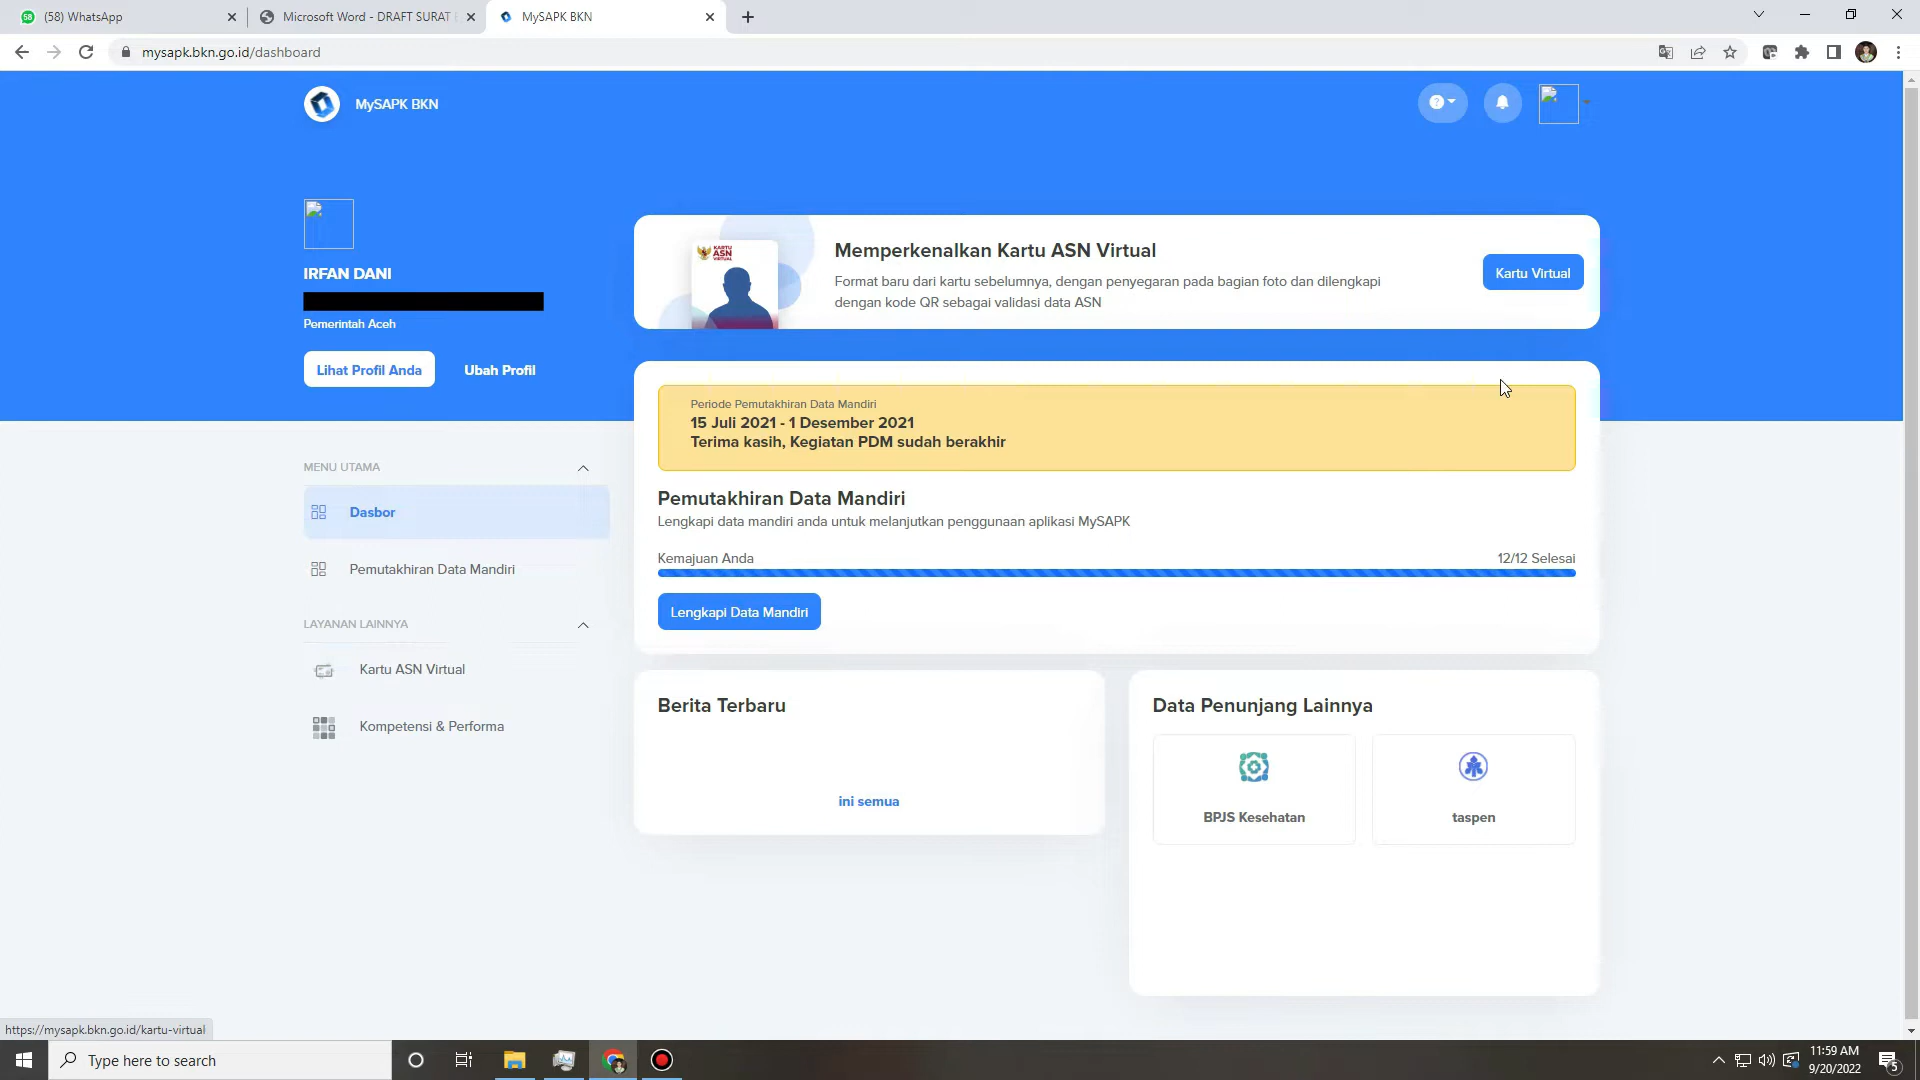 (58) WhatsApp
Microsoft Word - DRAFT SURAT
MySAPK BKN
mysapk.bkn.go.id/dashboard
MySAPK BKN
IRFAN DANI
Pemerintah Aceh
Lihat Profil Anda
Ubah Profil
MENU UTAMA
Dasbor
Pemutakhiran Data Mandiri
LAYANAN LAINNYA
Kartu ASN Virtual
Kompetensi & Performa
KARTU
ASN
VIRTUAL
Memperkenalkan Kartu ASN Virtual
Format baru dari kartu sebelumnya, dengan penyegaran pada bagian foto dan dilengkapi
dengan kode QR sebagai validasi data ASN
Kartu Virtual
Periode Pemutakhiran Data Mandiri
15 Juli 2021 - 1 Desember 2021
Terima kasih, Kegiatan PDM sudah berakhir
Pemutakhiran Data Mandiri
Lengkapi data mandiri anda untuk melanjutkan penggunaan aplikasi MySAPK
Kemajuan Anda
12/12 Selesai
Lengkapi Data Mandiri
Berita Terbaru
ini semua
Data Penunjang Lainnya
BPJS Kesehatan
taspen
https://mysapk.bkn.go.id/kartu-virtual
Type here to search
11:59 AM
9/20/2022
5